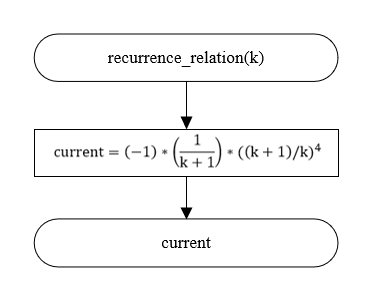 recurrence_relation(k)
current = (−1) * (1/(k + 1)) * ((k + 1)/k)⁴
current